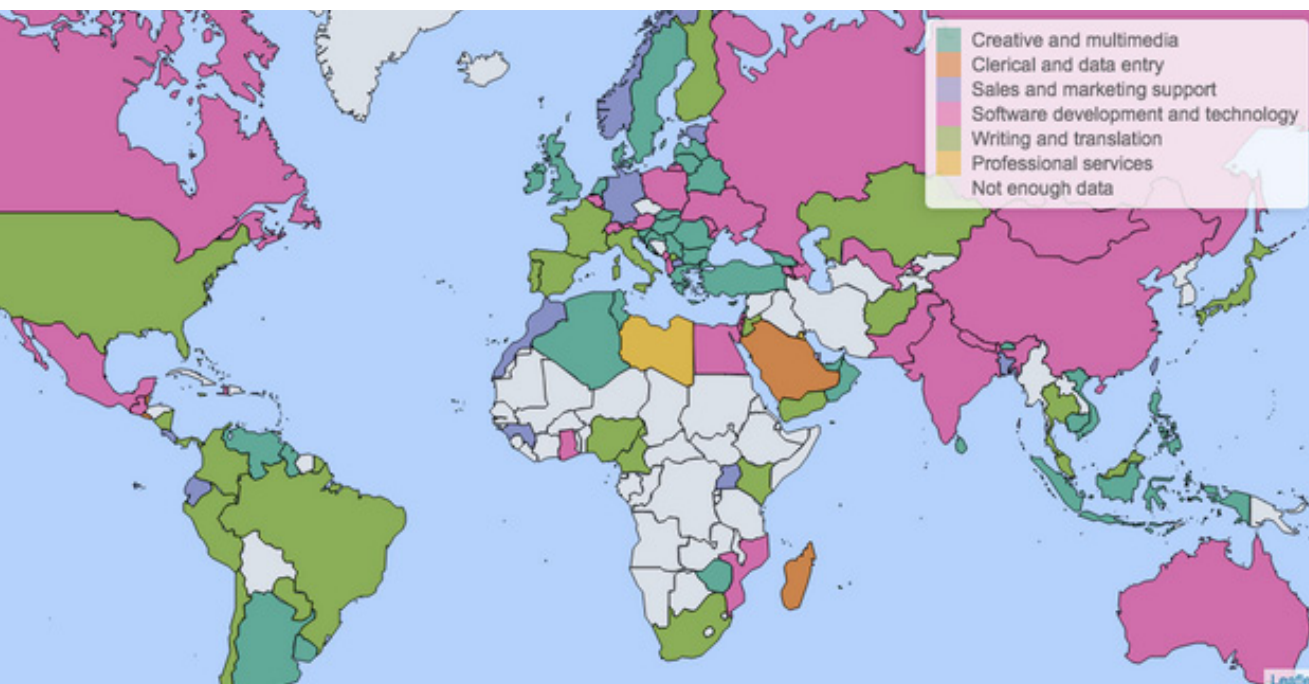 Creative and multimedia
Clerical and data entry
Sales and marketing support
Software development and technology
Writing and translation
Professional services
Not enough data